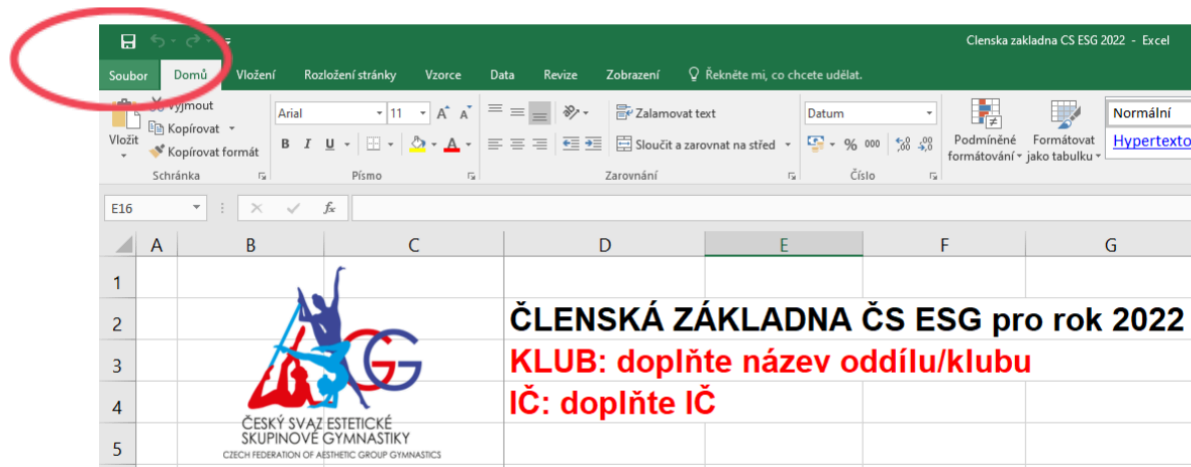 Clenska zakladna CS ESG 2022 - Excel
Soubor Domů Vložení Rozložení stránky Vzorce Data Revize Zobrazení Řekněte mi, co chcete udělat.
Vyjmout Arial 11 A A Zalamovat text Datum Normální
Vložit Kopírovat Podmíněné formátování Formátovat jako tabulku
Kopírovat formát B I U A Sloučit a zarovnat na střed % 000 ,00 Hypertexto
Schránka Písmo Zarovnání Číslo
E16 fx
A B C D E F G
1
2 ČLENSKÁ ZÁKLADNA ČS ESG pro rok 2022
3 KLUB: doplňte název oddílu/klubu
4 IČ: doplňte IČ
5
GG
ČESKÝ SVAZ ESTETICKÉ
SKUPINOVÉ GYMNASTIKY
CZECH FEDERATION OF AESTHETIC GROUP GYMNASTICS